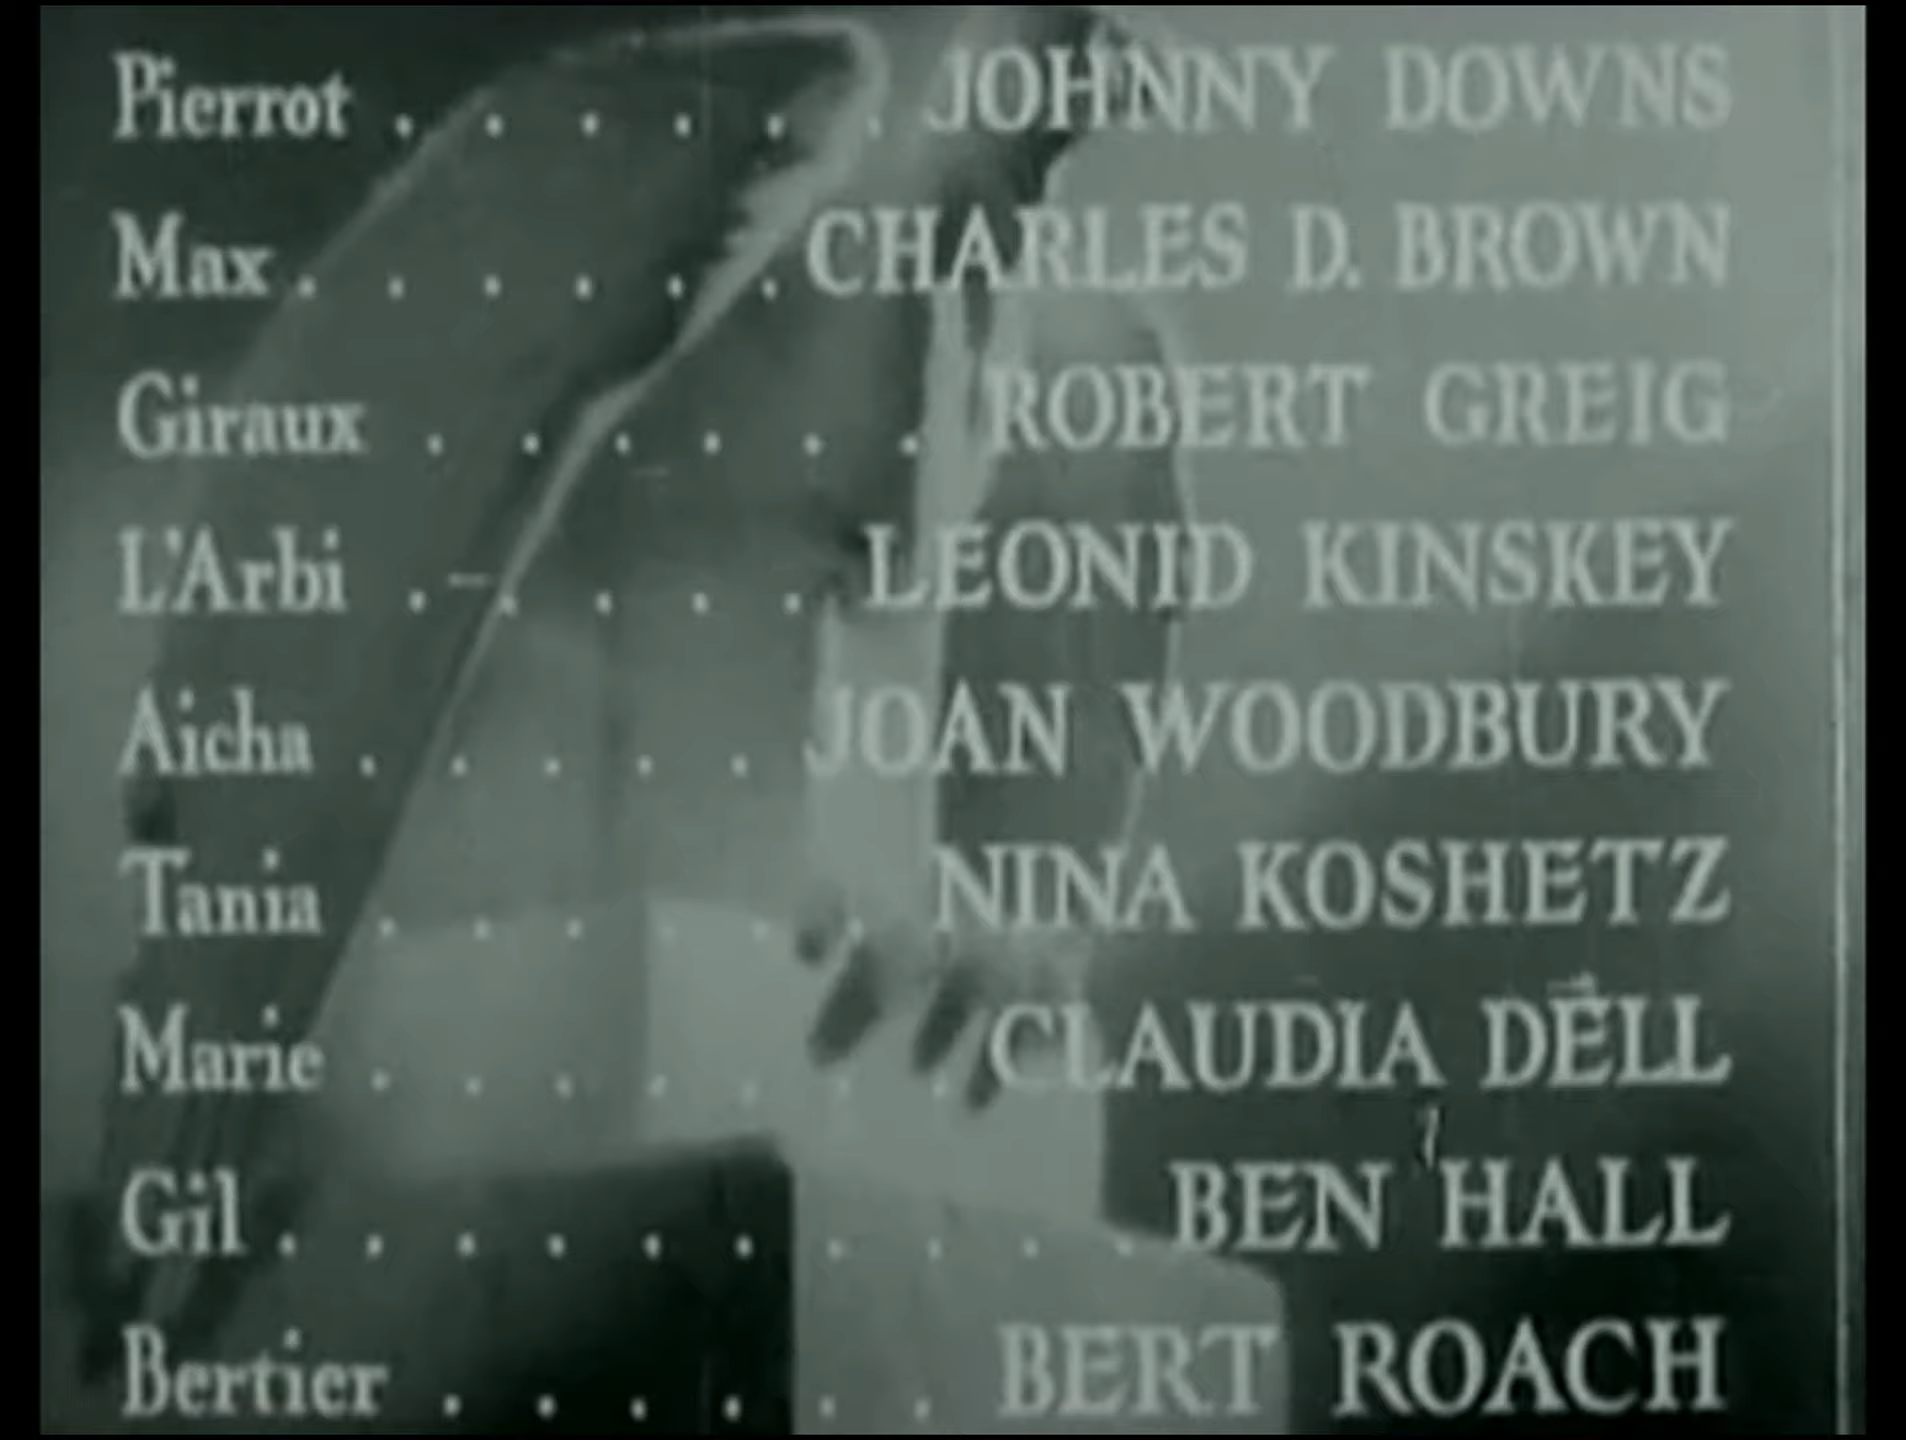 Pierrot . . . . . . JOHNNY DOWNS
Max . . . . . . CHARLES D. BROWN
Giraux . . . . . . ROBERT GREIG
L'Arbi . . . . . LEONID KINSKEY
Aicha . . . . . JOAN WOODBURY
Tania . . . . . . NINA KOSHETZ
Marie . . . . . . . CLAUDIA DELL
Gil . . . . . . . . . . BEN HALL
Bertier . . . . . . BERT ROACH